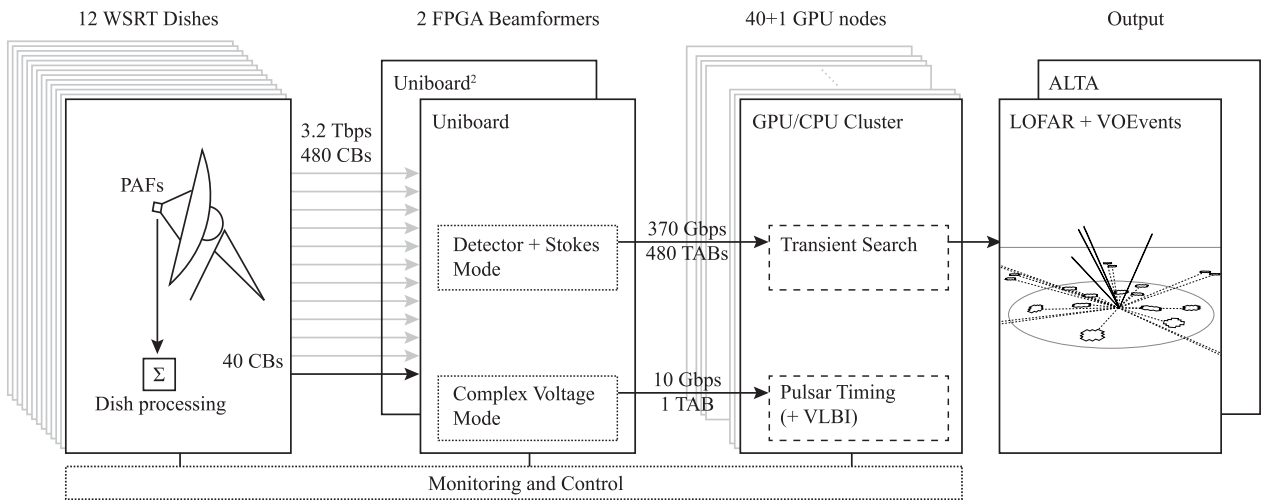 12 WSRT Dishes
2 FPGA Beamformers
40+1 GPU nodes
Output
PAFs
Σ
Dish processing
3.2 Tbps
480 CBs
40 CBs
Uniboard²
Uniboard
Detector + Stokes
Mode
Complex Voltage
Mode
370 Gbps
480 TABs
10 Gbps
1 TAB
GPU/CPU Cluster
Transient Search
Pulsar Timing
(+ VLBI)
ALTA
LOFAR + VOEvents
Monitoring and Control